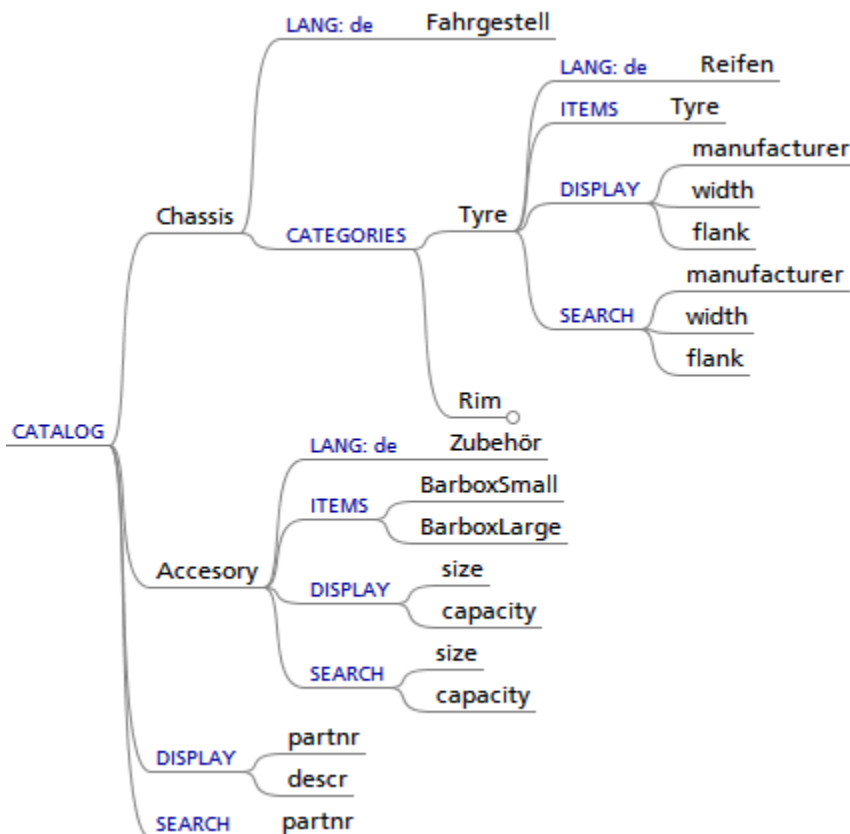 LANG: de Fahrgestell
LANG: de Reifen
ITEMS Tyre
manufacturer
DISPLAY width
flank
Chassis CATEGORIES Tyre
manufacturer
SEARCH width
flank
Rim
CATALOG
LANG: de Zubehör
BarboxSmall
ITEMS
BarboxLarge
Accesory
size
DISPLAY
capacity
size
SEARCH
capacity
partnr
DISPLAY
descr
SEARCH partnr